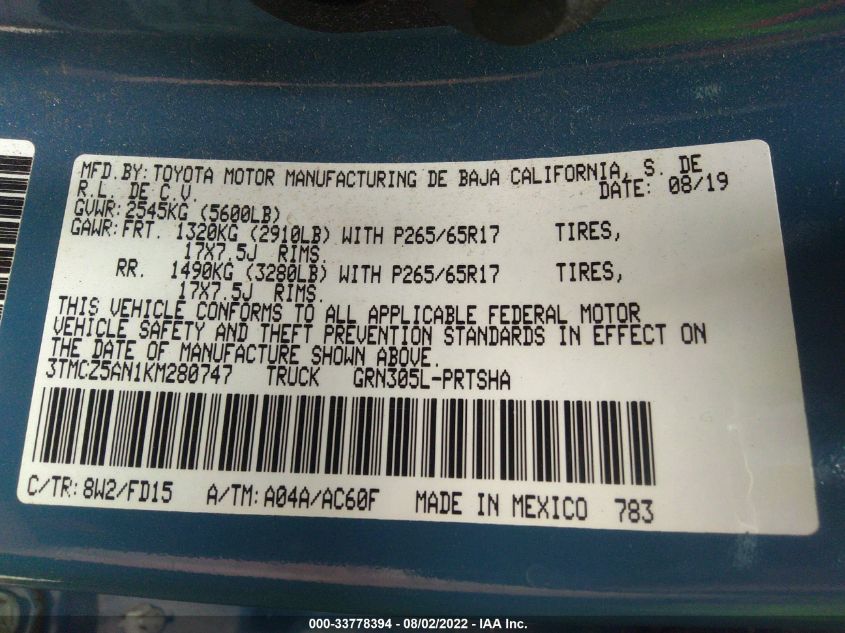 MFD.BY: TOYOTA MOTOR MANUFACTURING DE BAJA CALIFORNIA, S. DE
R.L. DE C.V. DATE: 08/19
GVWR: 2545KG (5600LB)
GAWR: FRT. 1320KG (2910LB) WITH P265/65R17 TIRES,
17X7.5J RIMS.
RR. 1490KG (3280LB) WITH P265/65R17 TIRES,
17X7.5J RIMS.
THIS VEHICLE CONFORMS TO ALL APPLICABLE FEDERAL MOTOR
VEHICLE SAFETY AND THEFT PREVENTION STANDARDS IN EFFECT ON
THE DATE OF MANUFACTURE SHOWN ABOVE.
3TMCZ5AN1KM280747 TRUCK GRN305L-PRTSHA
C/TR: 8W2/FD15 A/TM: A04A/AC60F MADE IN MEXICO 783
000-33778394 - 08/02/2022 - IAA Inc.